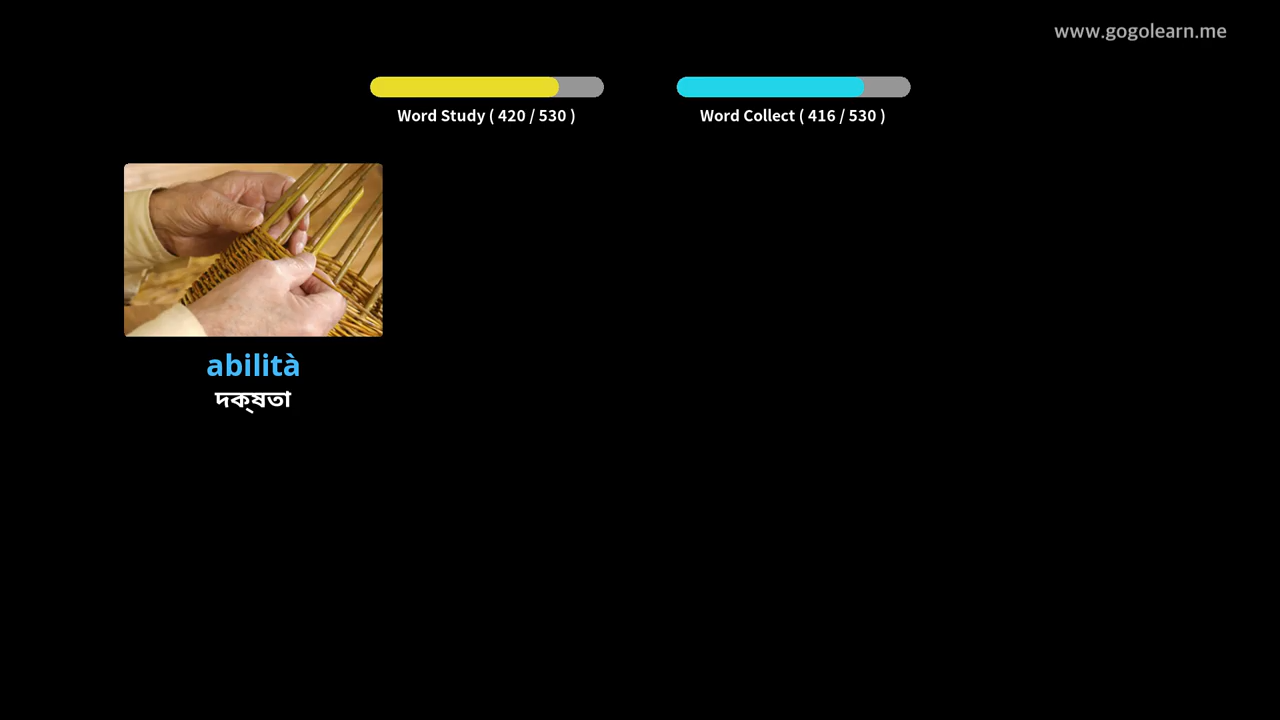 www.gogolearn.me
Word Study ( 420 / 530 )
Word Collect ( 416 / 530 )
abilità
দক্ষতা